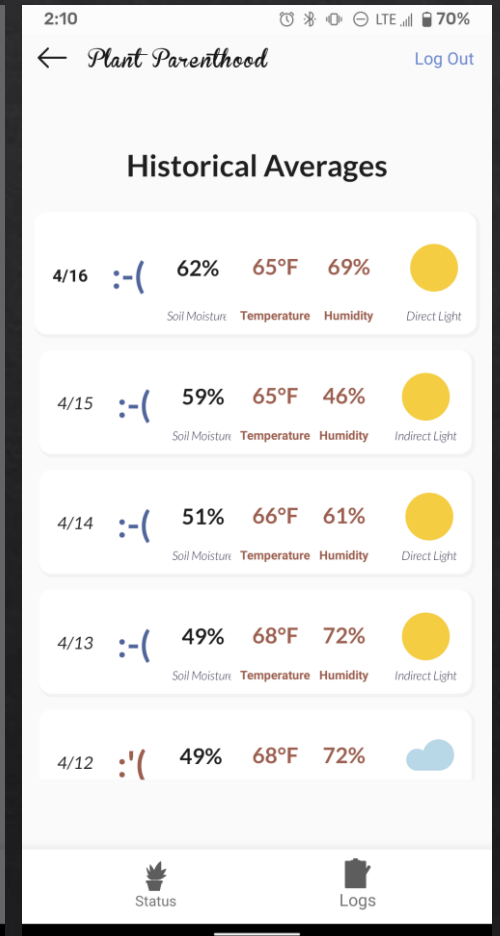 2:10 LTE 70%
Plant Parenthood Log Out
Historical Averages
4/16 :-( 62% 65°F 69%
Soil Moisture Temperature Humidity Direct Light
4/15 :-( 59% 65°F 46%
Soil Moisture Temperature Humidity Indirect Light
4/14 :-( 51% 66°F 61%
Soil Moisture Temperature Humidity Direct Light
4/13 :-( 49% 68°F 72%
Soil Moisture Temperature Humidity Indirect Light
4/12 :'( 49% 68°F 72%
Status Logs